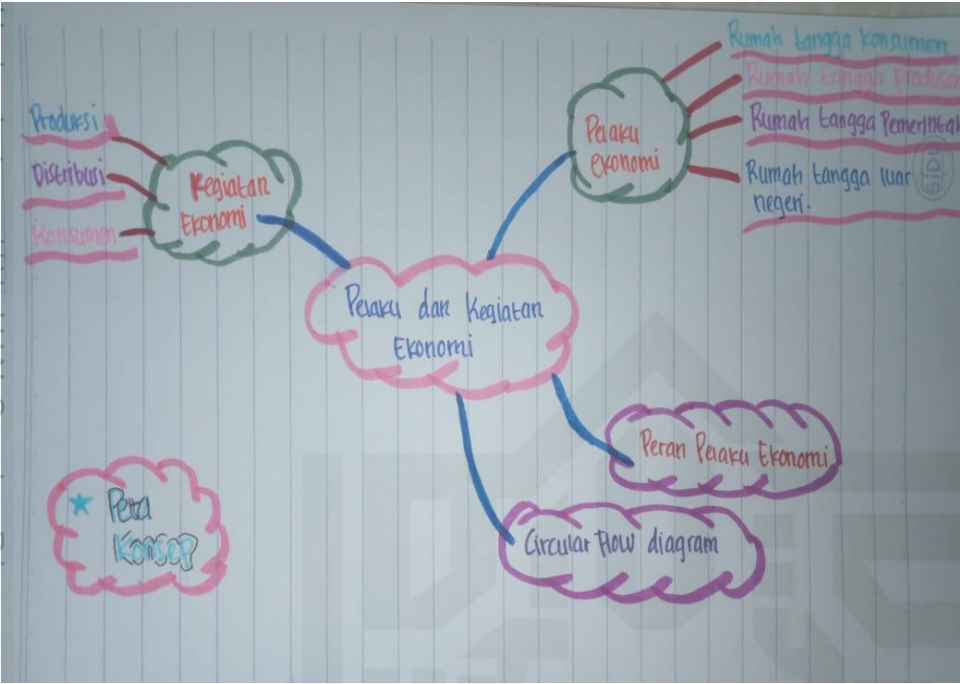 Rumah tangga Konsumen
Rumah tangga Produsen
Rumah tangga Pemerintah
Rumah tangga luar
negeri.
Pelaku
ekonomi
Produksi
Distribusi
Konsumen
Kegiatan
Ekonomi
Pelaku dan Kegiatan
Ekonomi
Peran Pelaku Ekonomi
Circular Flow diagram
Peta
Konsep